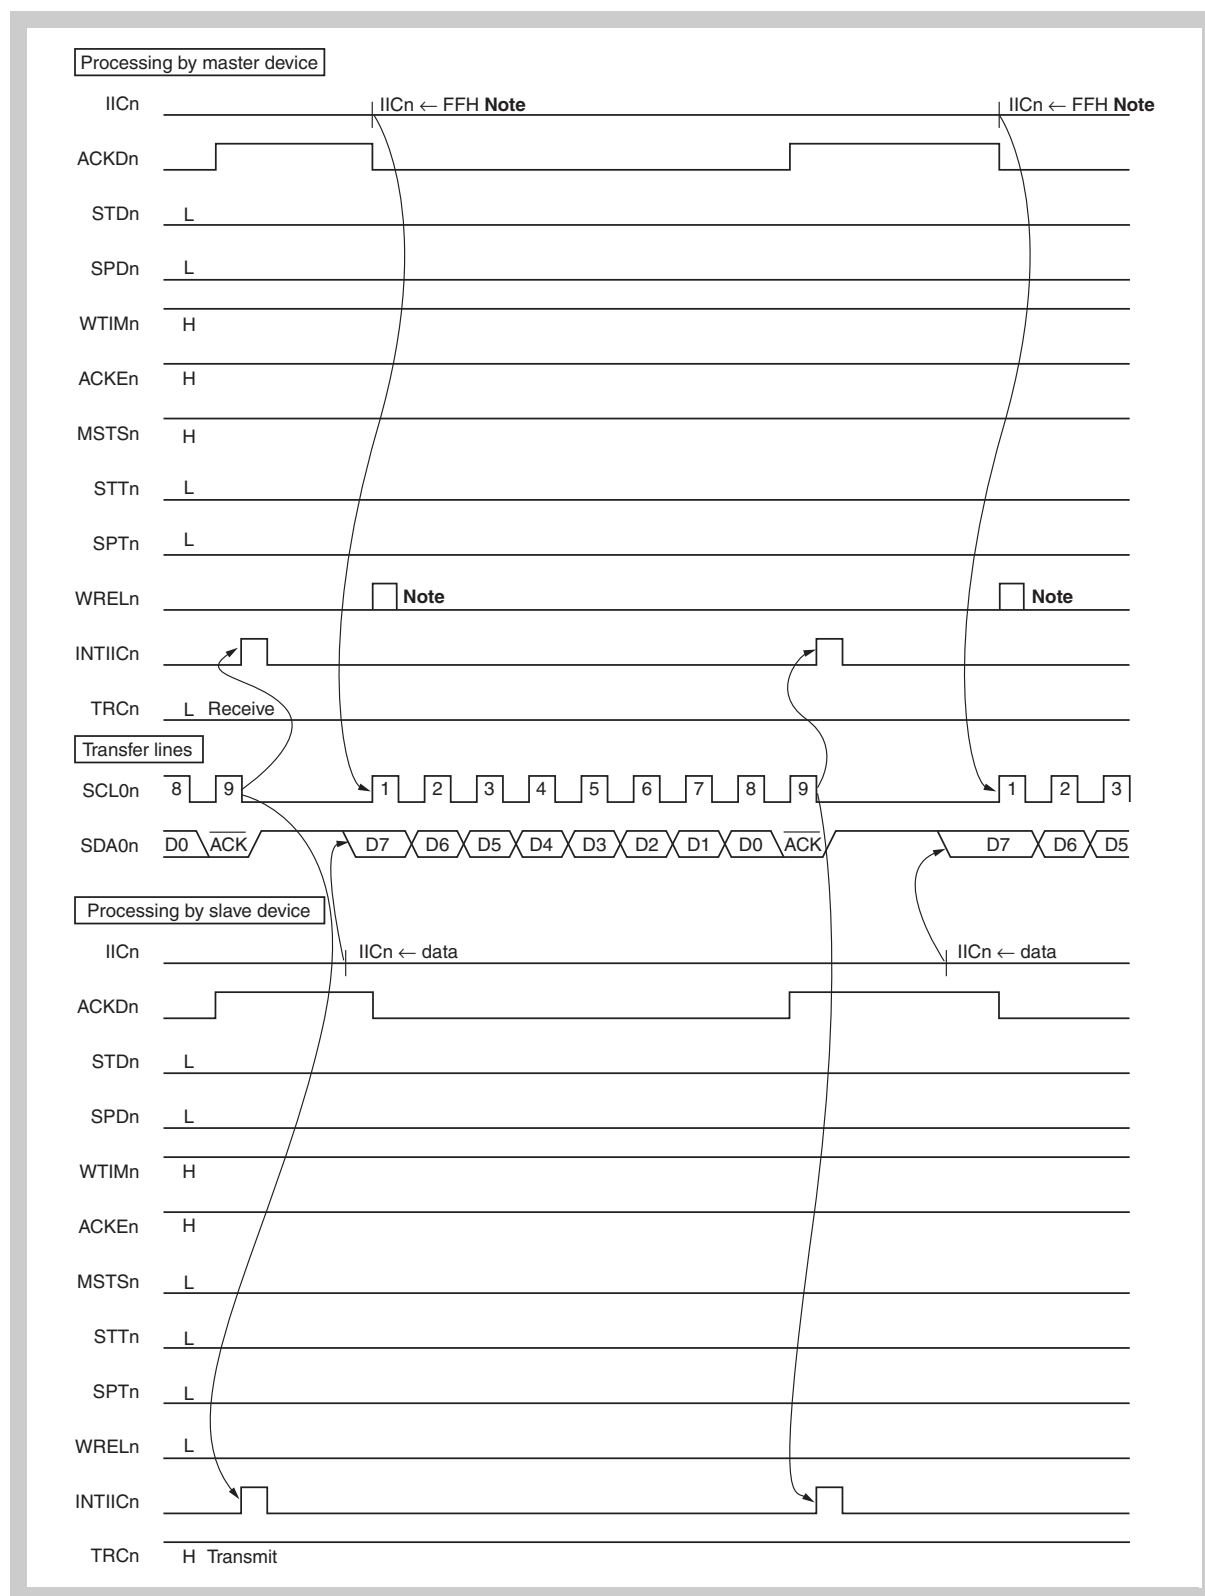 Processing by master device
IICn IICn ← FFH Note IICn ← FFH Note
ACKDn
STDn L
SPDn L
WTIMn H
ACKEn H
MSTSn H
STTn L
SPTn L
WRELn Note Note
INTIICn
TRCn L Receive
Transfer lines
SCL0n 8 9 1 2 3 4 5 6 7 8 9 1 2 3
SDA0n D0 ACK D7 D6 D5 D4 D3 D2 D1 D0 ACK D7 D6 D5
Processing by slave device
IICn IICn ← data IICn ← data
ACKDn
STDn L
SPDn L
WTIMn H
ACKEn H
MSTSn L
STTn L
SPTn L
WRELn L
INTIICn
TRCn H Transmit